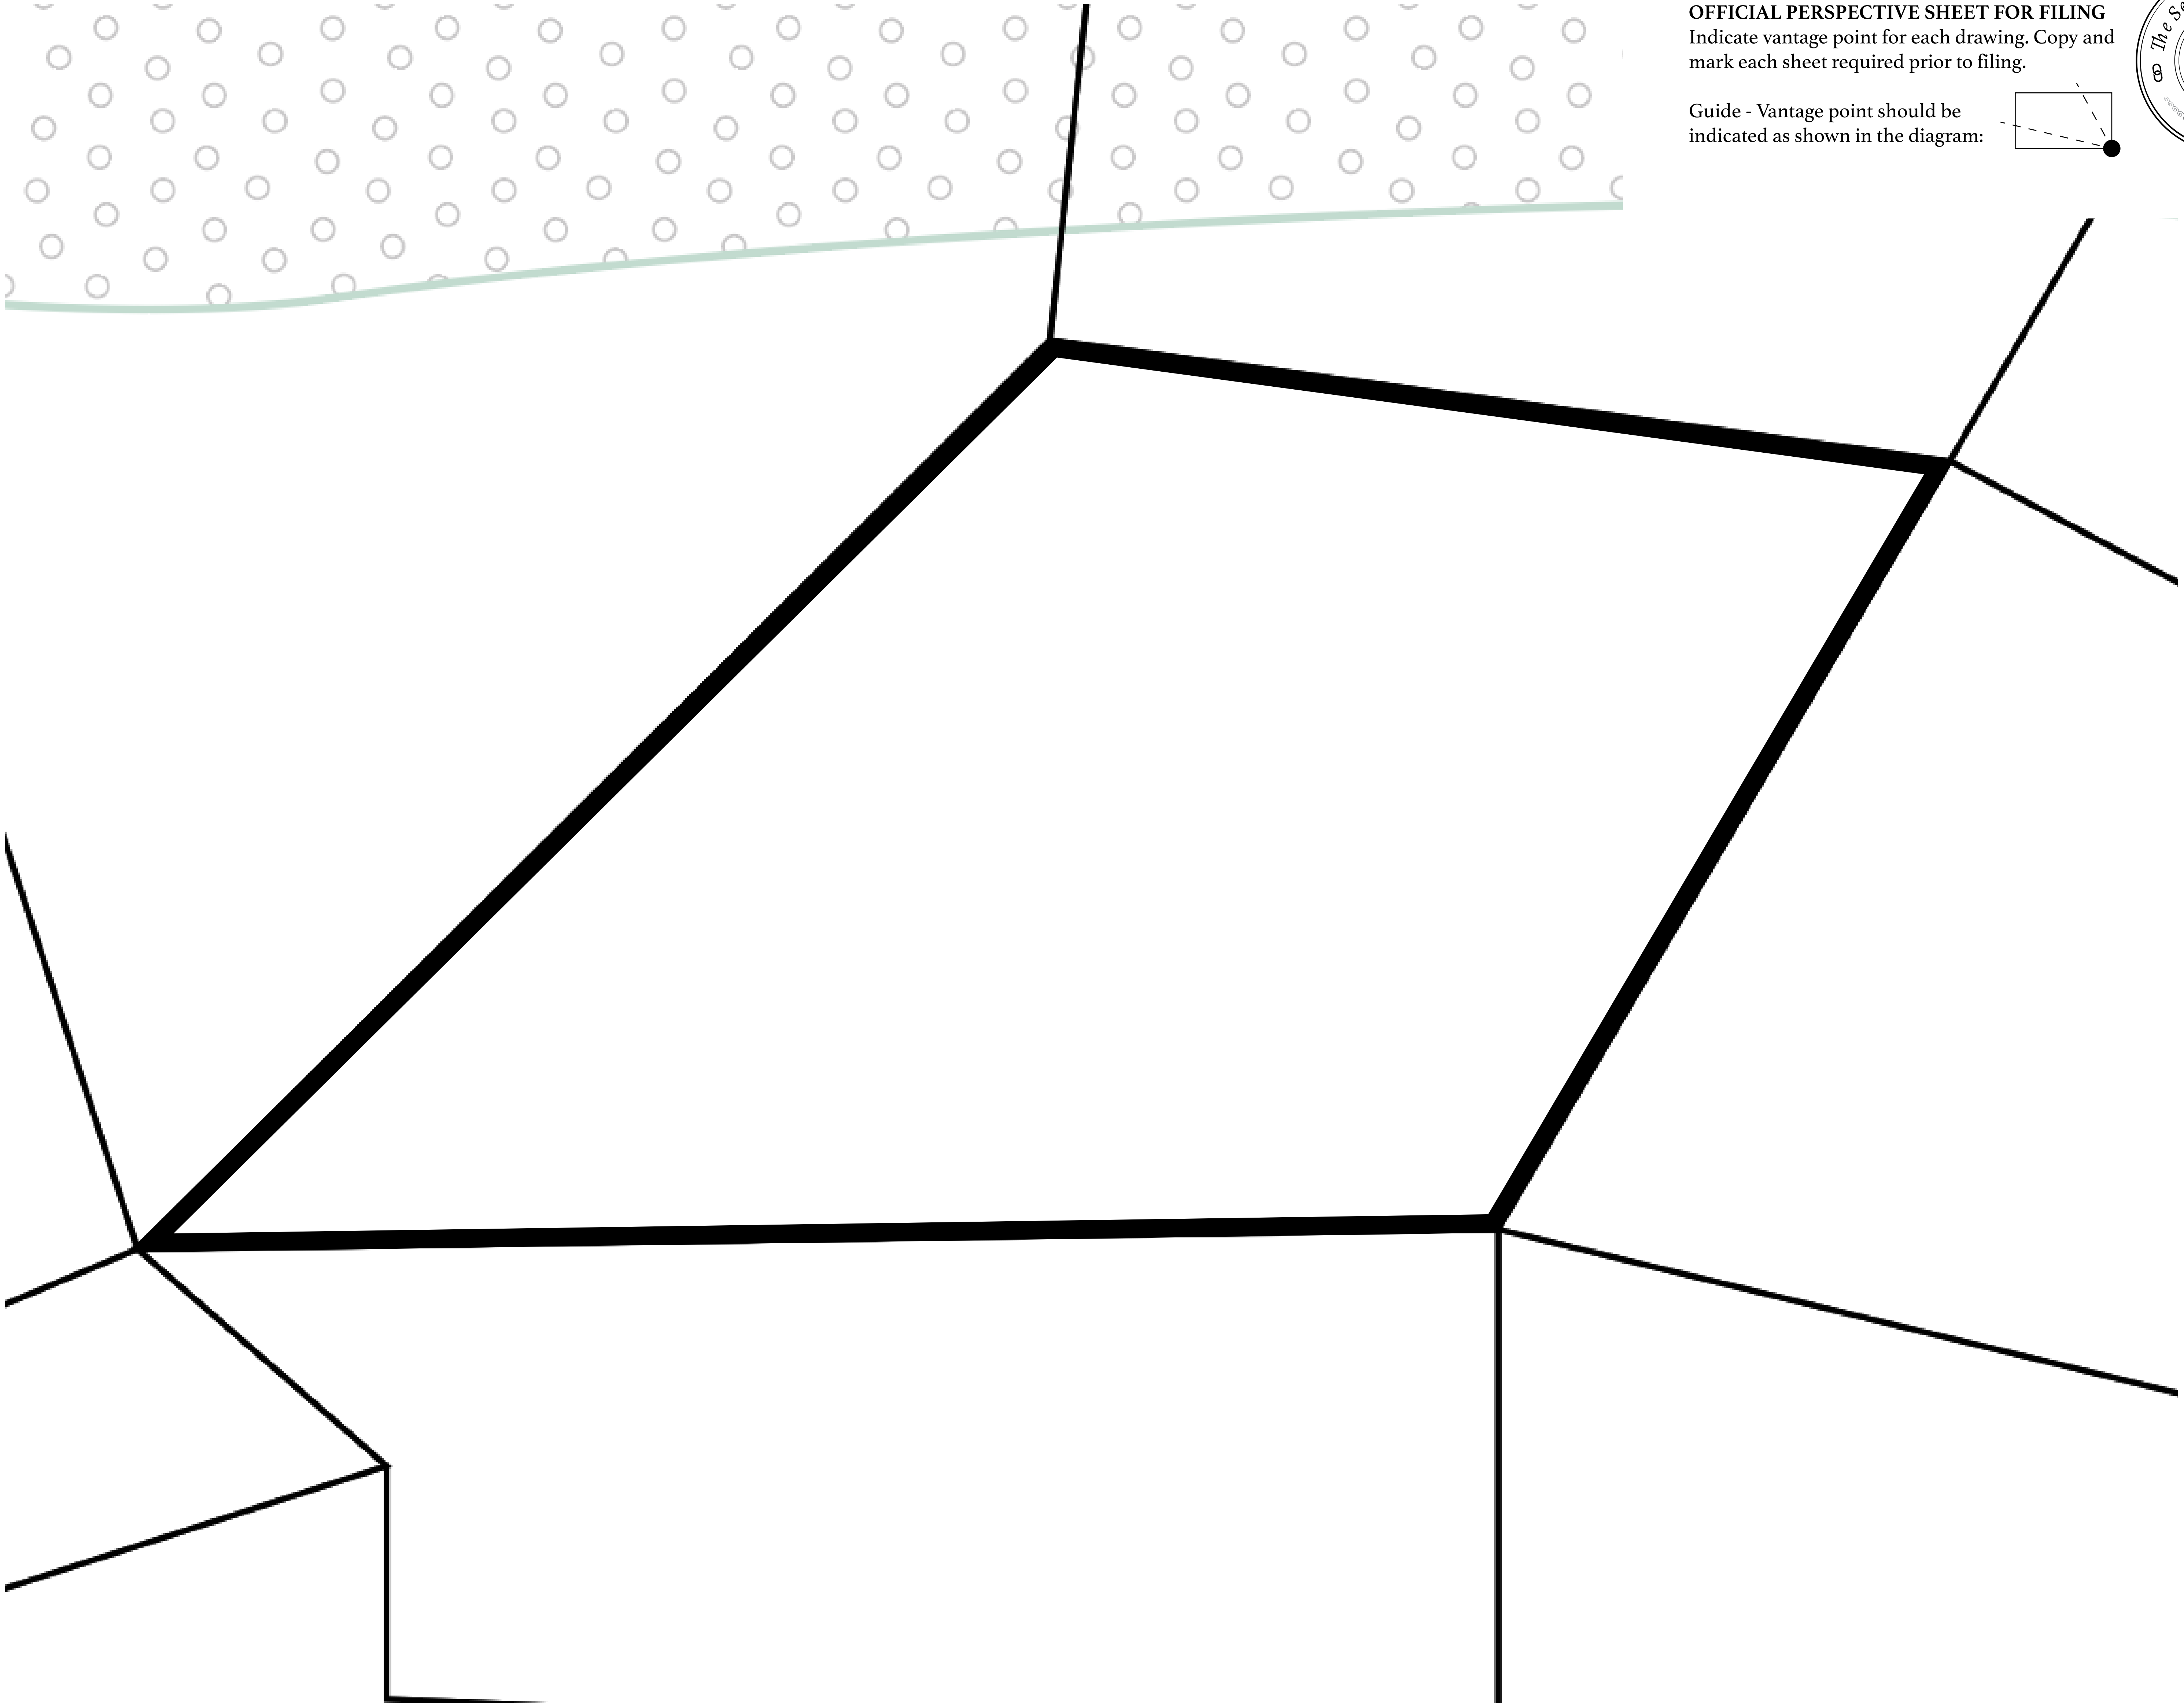 OFFICIAL PERSPECTIVE SHEET FOR FILING
Indicate vantage point for each drawing. Copy and
mark each sheet required prior to filing.
Guide - Vantage point should be
indicated as shown in the diagram:
The